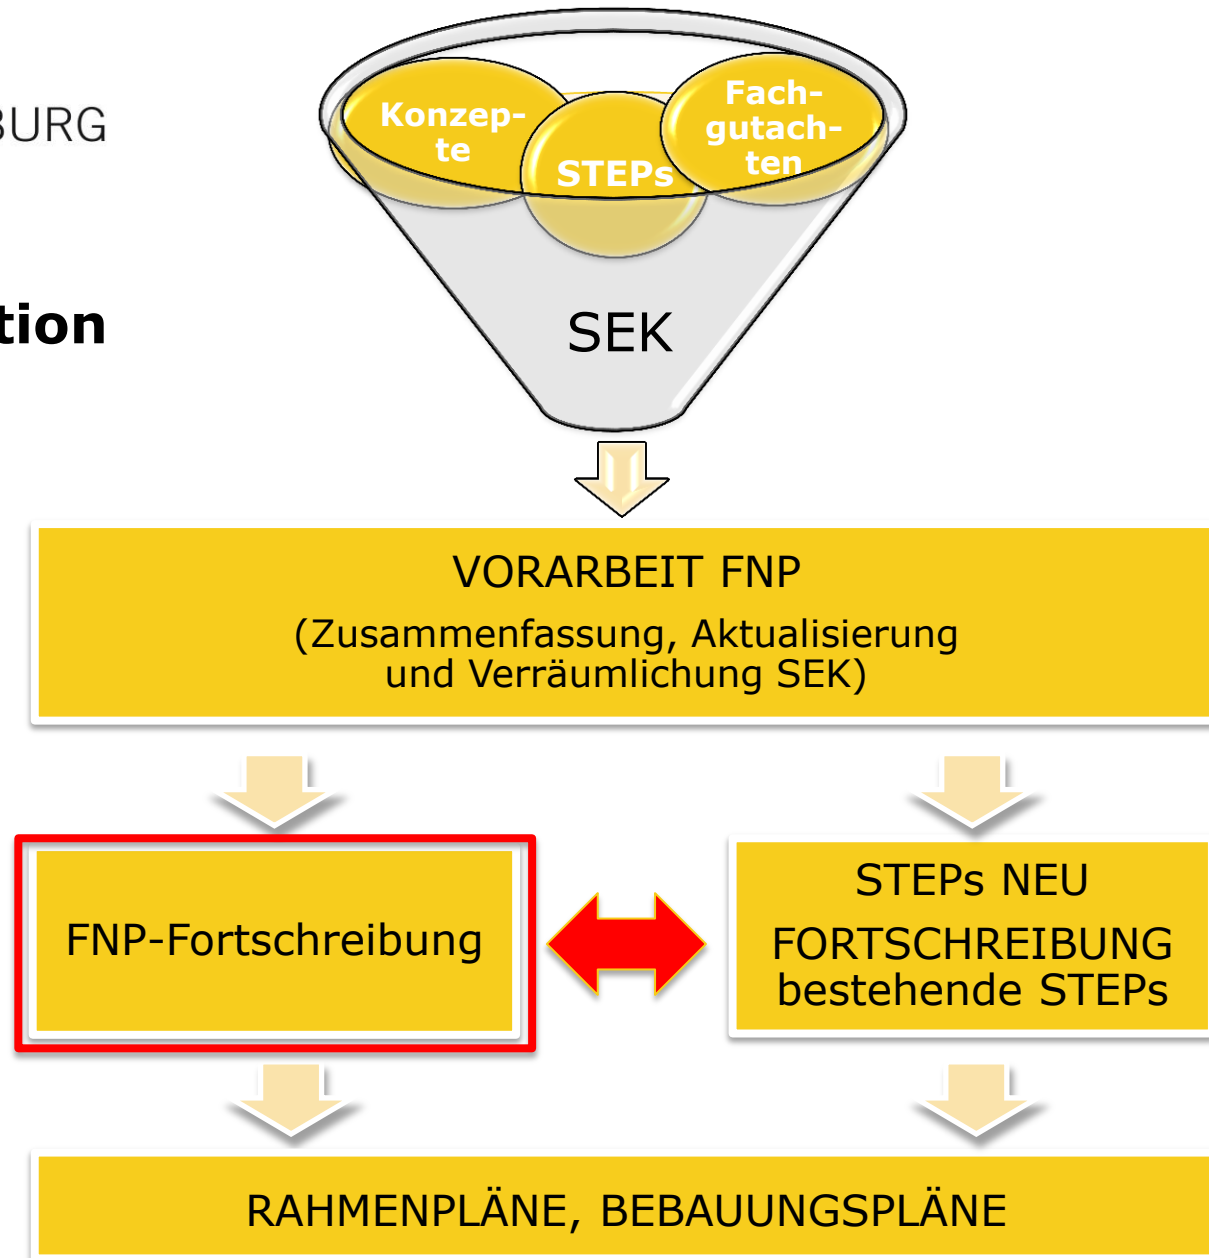 BURG
tion
Konzep-
te
STEPs
Fach-
gutach-
ten
SEK
VORARBEIT FNP
(Zusammenfassung, Aktualisierung
und Verräumlichung SEK)
FNP-Fortschreibung
STEPs NEU
FORTSCHREIBUNG
bestehende STEPs
RAHMENPLÄNE, BEBAUUNGSPLÄNE